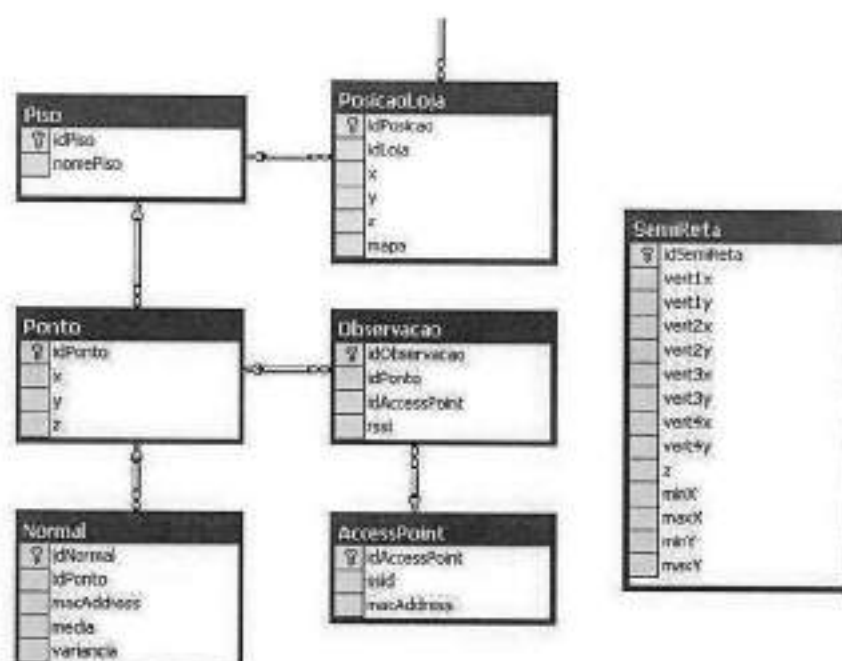 Piso
idPiso
nomePiso
PosicaoLoja
idPosicao
idLoja
x
y
z
mapa
Ponto
idPonto
x
y
z
Observacao
idObservacao
idPonto
idAccessPoint
rssi
Normal
idNormal
idPonto
macAddress
media
variancia
AccessPoint
idAccessPoint
ssid
macAddress
SemiReta
idSemiReta
vert1x
vert1y
vert2x
vert2y
vert3x
vert3y
vert4x
vert4y
z
minX
maxX
minY
maxY